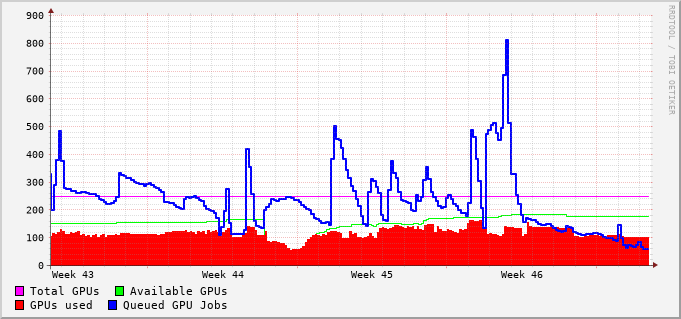 900
800
700
600
500
400
300
200
100
0
Week 43 Week 44 Week 45 Week 46
Total GPUs Available GPUs
GPUs used Queued GPU Jobs
RRDTOOL / TOBI OETIKER